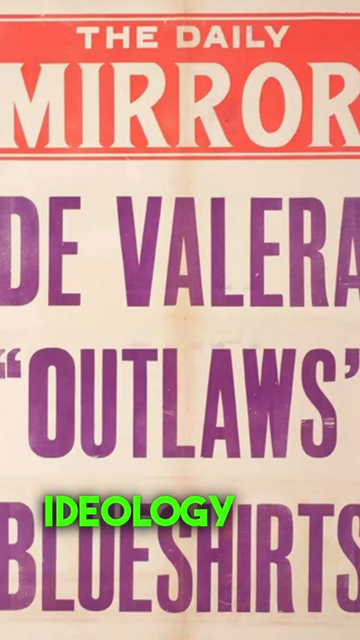 THE DAILY
MIRROR
DE VALERA
"OUTLAWS"
IDEOLOGY
BLUESHIRTS